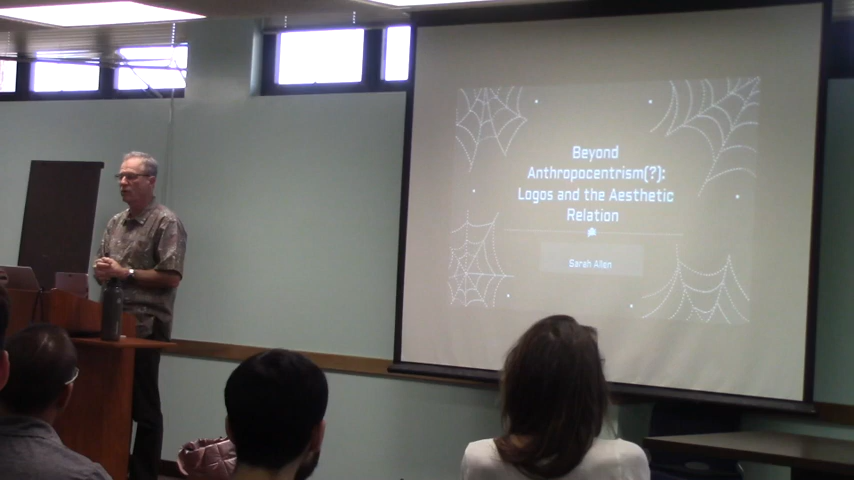 Beyond
Anthropocentrism(?):
Logos and the Aesthetic
Relation
Sarah Allen